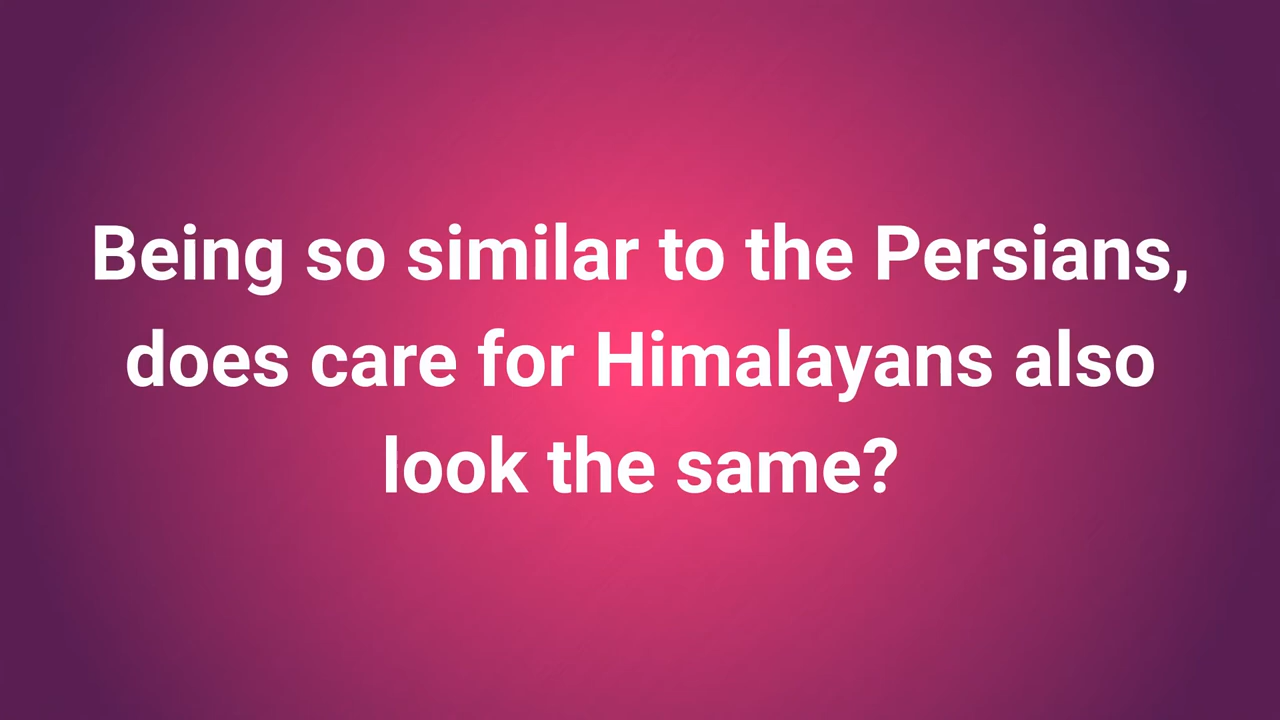 Being so similar to the Persians,
does care for Himalayans also
look the same?